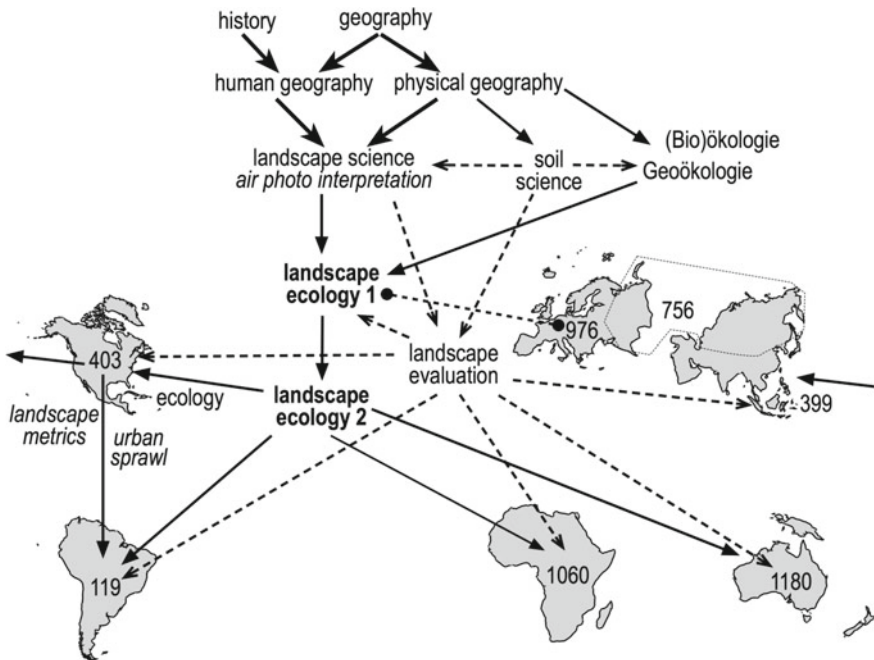 history
geography
human geography
physical geography
landscape science
air photo interpretation
soil
science
(Bio)ökologie
Geoökologie
landscape
ecology 1
976
756
403
landscape
evaluation
ecology
landscape
ecology 2
399
landscape
metrics
urban
sprawl
119
1060
1180